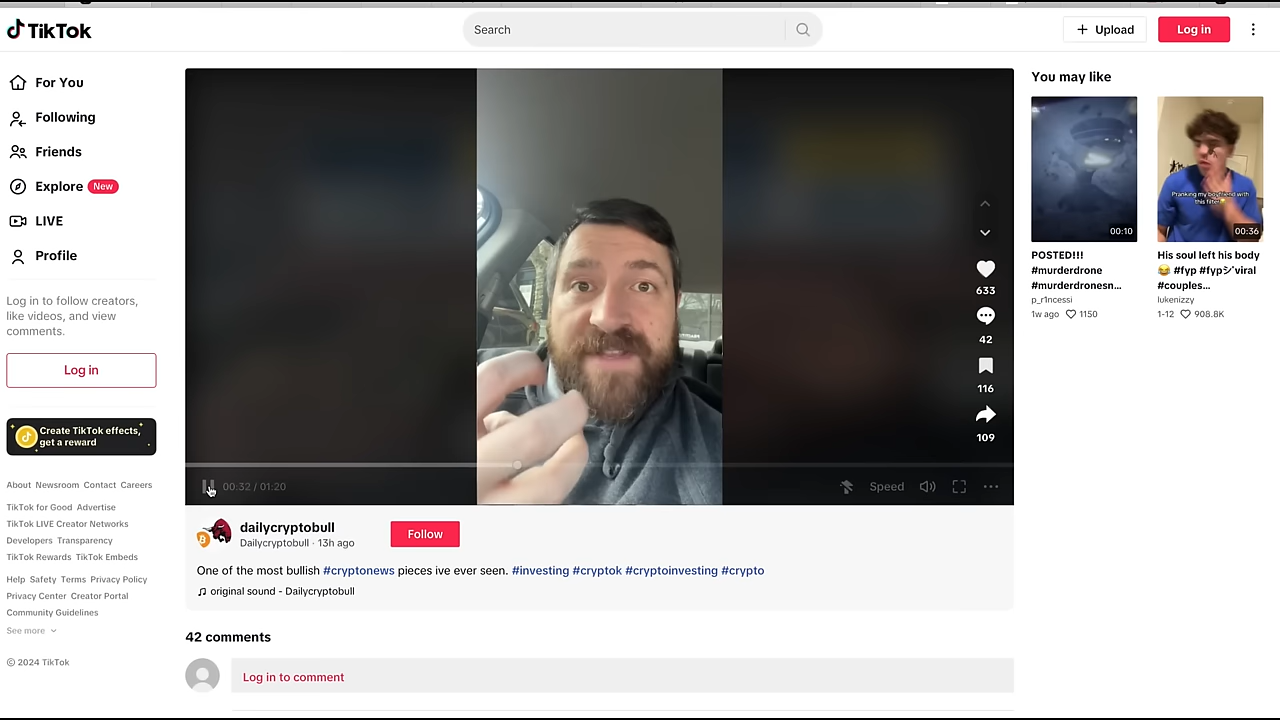 TikTok
Search
Upload
Log in
For You
Following
Friends
Explore New
LIVE
Profile
Log in to follow creators,
like videos, and view
comments.
Log in
Create TikTok effects,
get a reward
About Newsroom Contact Careers
TikTok for Good Advertise
TikTok LIVE Creator Networks
Developers Transparency
TikTok Rewards TikTok Embeds
Help Safety Terms Privacy Policy
Privacy Center Creator Portal
Community Guidelines
See more
© 2024 TikTok
633
42
116
109
00:32 / 01:20
Speed
dailycryptobull
Dailycryptobull · 13h ago
Follow
One of the most bullish #cryptonews pieces ive ever seen. #investing #cryptok #cryptoinvesting #crypto
original sound - Dailycryptobull
42 comments
Log in to comment
You may like
00:10
POSTED!!!
#murderdrone
#murderdronesn...
p_r1ncessi
1w ago 1150
Pranking my boyfriend with
this filter
00:36
His soul left his body
😂 #fyp #fypシ゚viral
#couples...
lukenizzy
1-12 908.8K